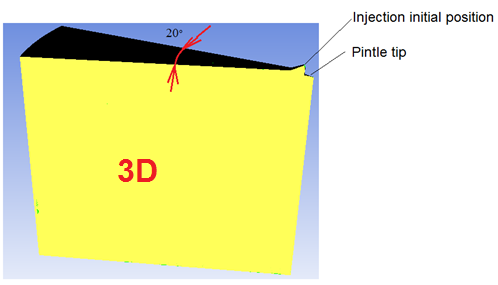 Injection initial position
20°
Pintle tip
3D